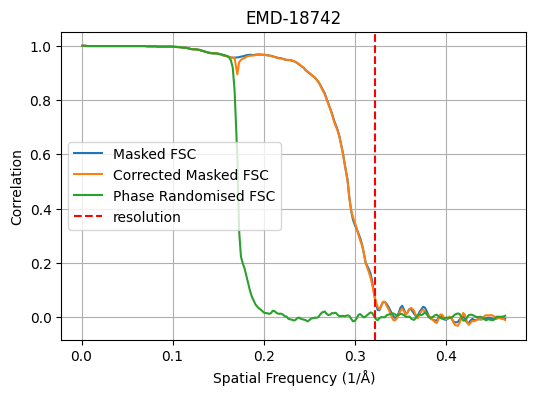 EMD-18742
1.0
0.8
0.6
0.4
0.2
0.0
Correlation
Masked FSC
Corrected Masked FSC
Phase Randomised FSC
resolution
0.0 0.1 0.2 0.3 0.4
Spatial Frequency (1/Å)